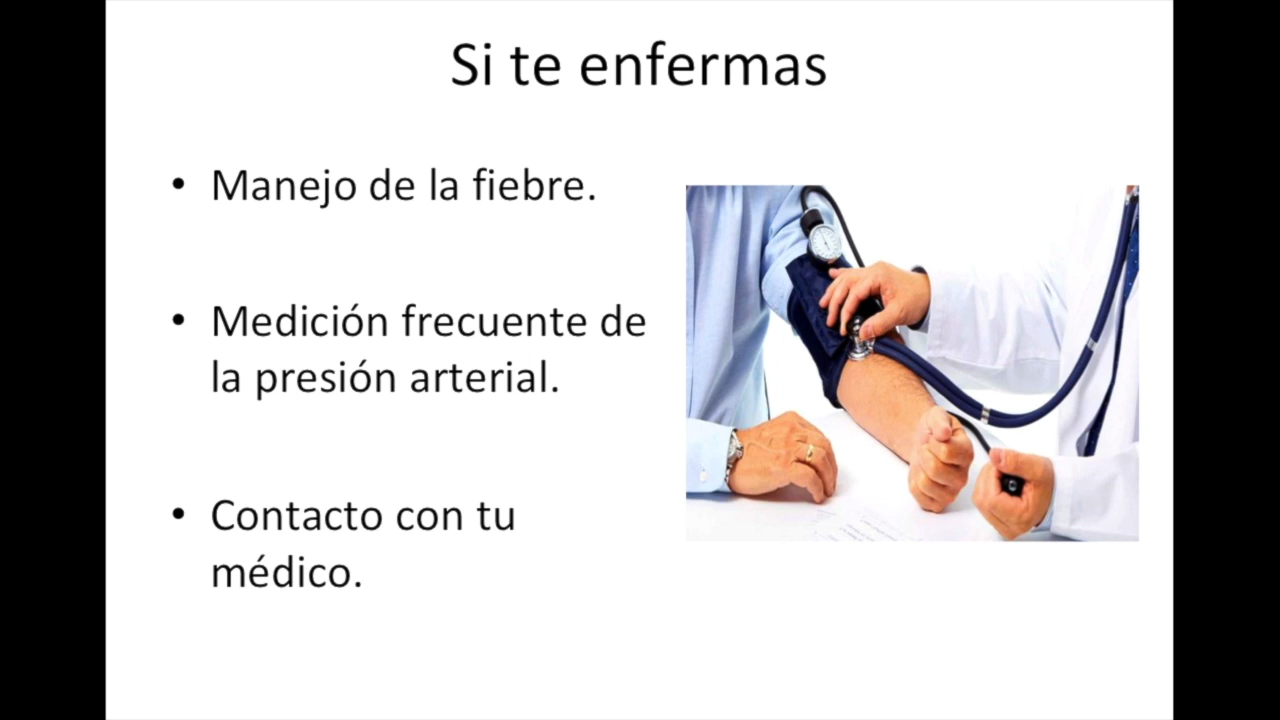 Si te enfermas
• Manejo de la fiebre.
• Medición frecuente de
la presión arterial.
• Contacto con tu
médico.